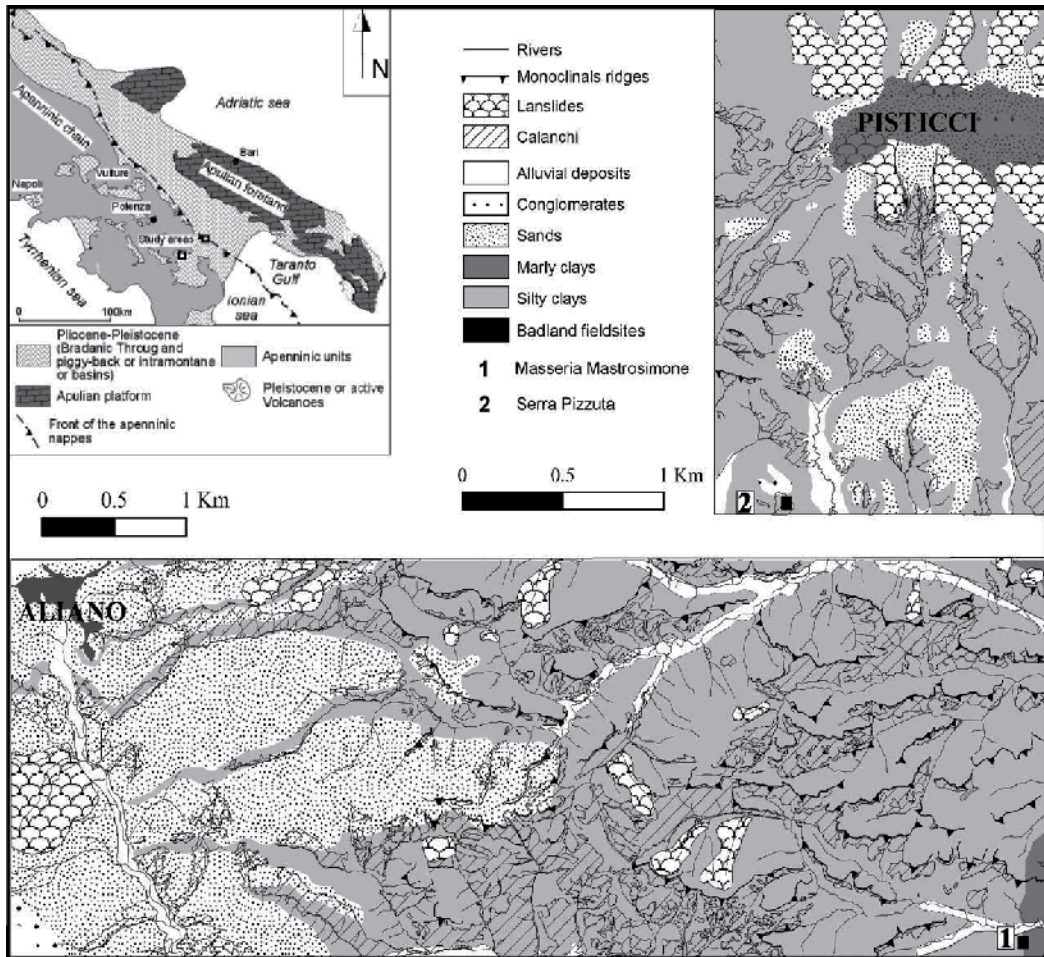 Adriatic sea
N
Apenninic chain
Bari
Vulture
Apulian foreland
Napoli
Potenza
Study areas
Tyrrhenian sea
Taranto
Gulf
Ionian
sea
0 100km
Pliocene-Pleistocene
(Bradanic Throug and
piggy-back or intramontane
or basins)
Apenninic units
Apulian platform
Pleistocene or active
Volcanoes
Front of the apenninic
nappes
0 0.5 1 Km
Rivers
Monoclinals ridges
Lanslides
Calanchi
Alluvial deposits
Conglomerates
Sands
Marly clays
Silty clays
Badland fieldsites
1 Masseria Mastrosimone
2 Serra Pizzuta
0 0.5 1 Km
PISTICCI
2
ALIANO
1